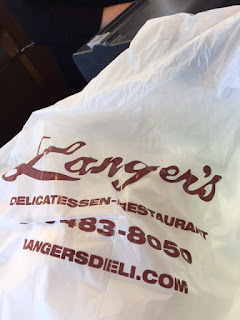 Langer's
DELICATESSEN-RESTAURANT
483-8050
LANGERSDELI.COM